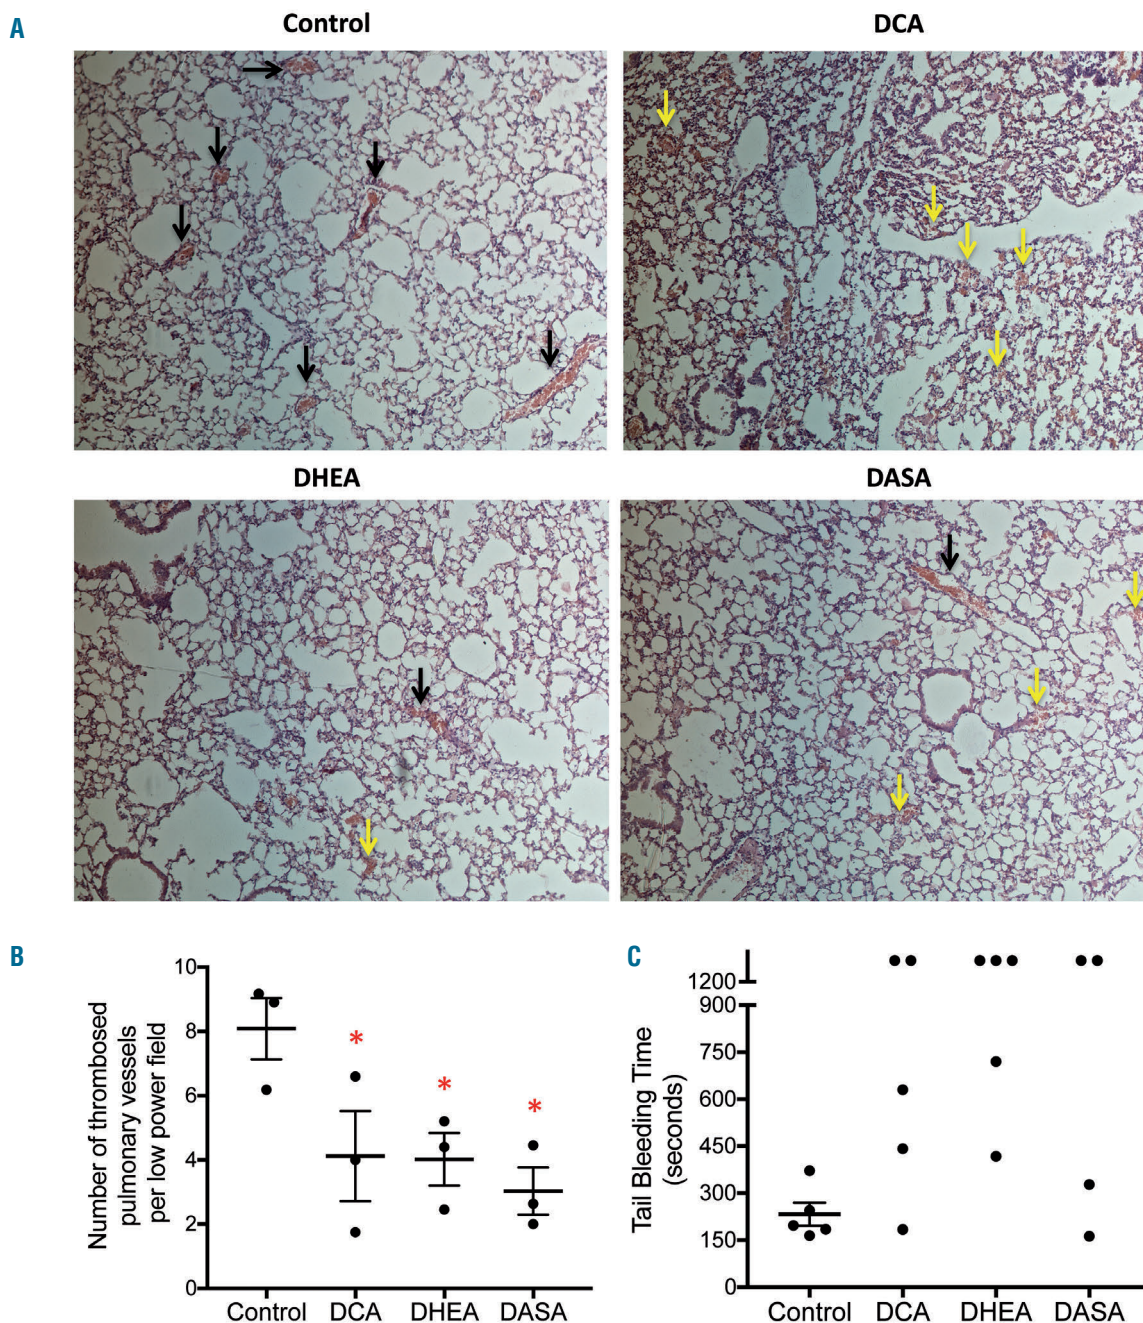 A
Control
DCA
DHEA
DASA
B
Number of thrombosed
pulmonary vessels
per low power field
10
8
6
4
2
0
*
*
*
Control
DCA
DHEA
DASA
C
Tail Bleeding Time
(seconds)
1200
900
750
600
450
300
150
0
Control
DCA
DHEA
DASA